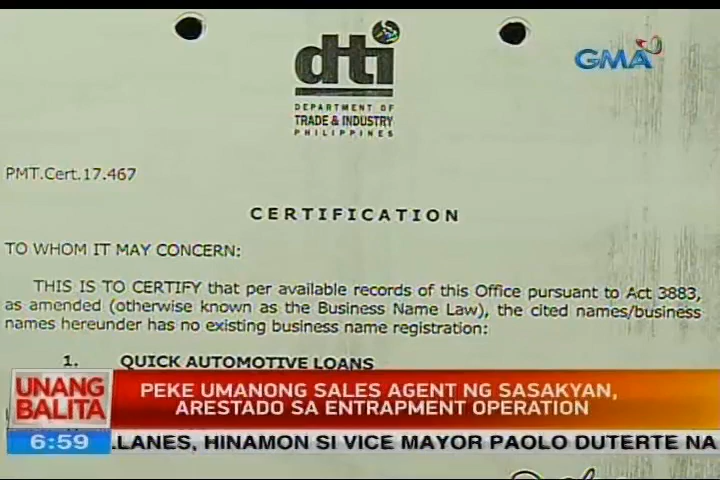 dti
GMA
DEPARTMENT OF
TRADE & INDUSTRY
PHILIPPINES
PMT.Cert.17.467
CERTIFICATION
TO WHOM IT MAY CONCERN:
THIS IS TO CERTIFY that per available records of this Office pursuant to Act 3883,
as amended (otherwise known as the Business Name Law), the cited names/business
names hereunder has no existing business name registration:
1. QUICK AUTOMOTIVE LOANS
UNANG
BALITA
PEKE UMANONG SALES AGENT NG SASAKYAN,
ARESTADO SA ENTRAPMENT OPERATION
6:59
LLANES, HINAMON SI VICE MAYOR PAOLO DUTERTE NA